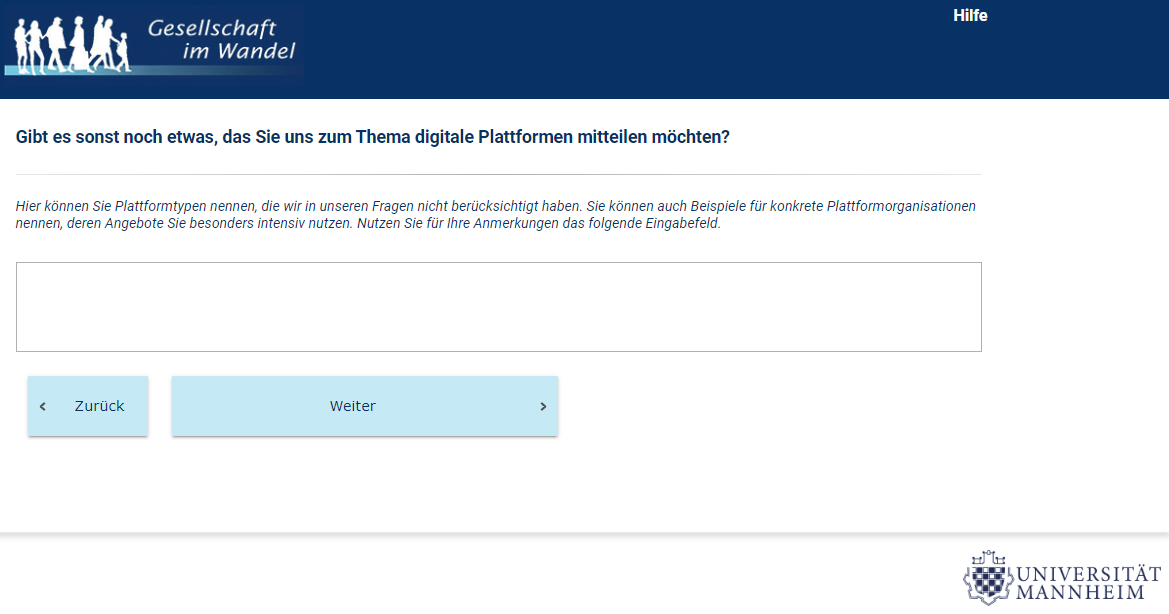 Gesellschaft
im Wandel
Hilfe
Gibt es sonst noch etwas, das Sie uns zum Thema digitale Plattformen mitteilen möchten?
Hier können Sie Plattformtypen nennen, die wir in unseren Fragen nicht berücksichtigt haben. Sie können auch Beispiele für konkrete Plattformorganisationen
nennen, deren Angebote Sie besonders intensiv nutzen. Nutzen Sie für Ihre Anmerkungen das folgende Eingabefeld.
Zurück
Weiter
UNIVERSITÄT
MANNHEIM